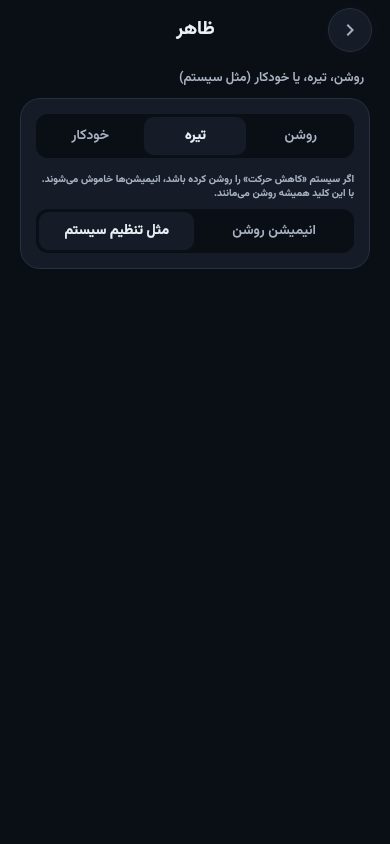 ظاهر
روشن، تیره، یا خودکار (مثل سیستم)
روشن تیره خودکار
اگر سیستم «کاهش حرکت» را روشن کرده باشد، انیمیشن‌ها خاموش می‌شوند.
با این کلید همیشه روشن می‌مانند.
انیمیشن روشن مثل تنظیم سیستم